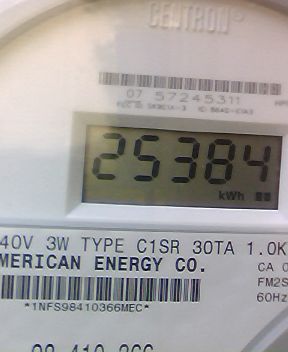 CENTRON®
07 57245311
25384
kWh
40V 3W TYPE C1SR 30TA 1.0K
MERICAN ENERGY CO.
CA 0
FM2S
60Hz
*1NFS98410366MEC*